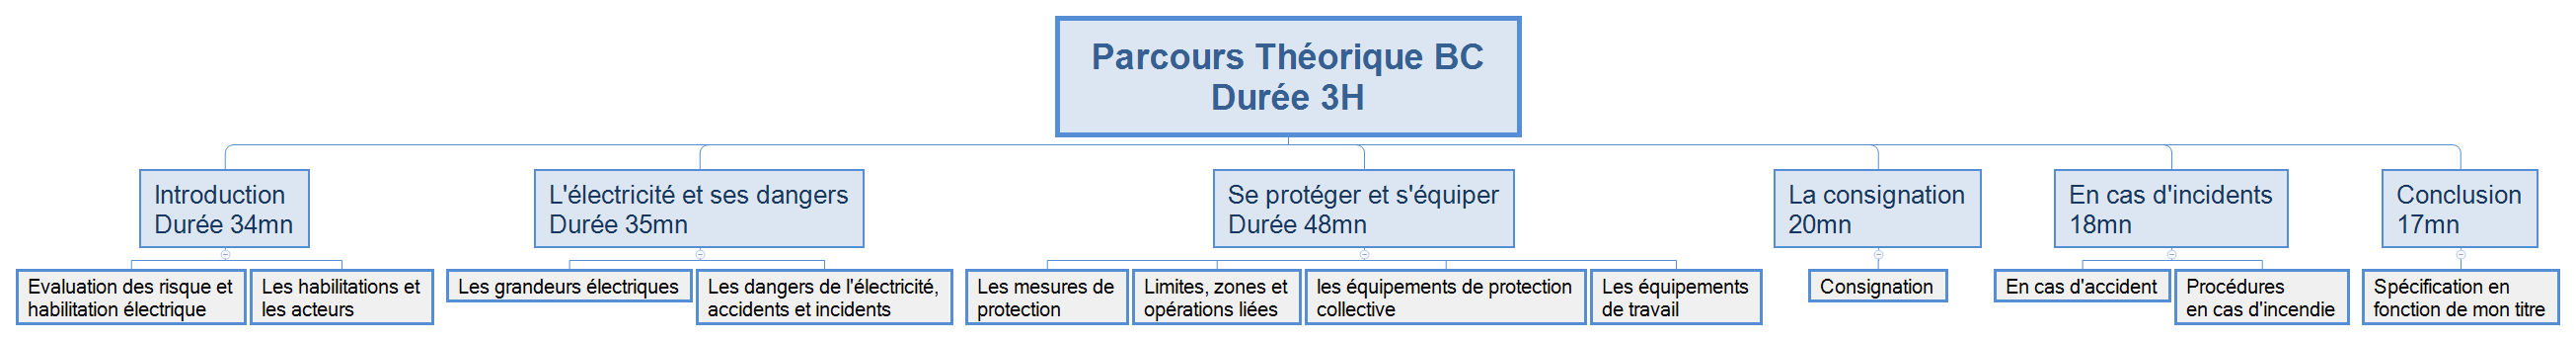 Parcours Théorique BC
Durée 3H
Introduction
Durée 34mn
L'électricité et ses dangers
Durée 35mn
Se protéger et s'équiper
Durée 48mn
La consignation
20mn
En cas d'incidents
18mn
Conclusion
17mn
Evaluation des risque et
habilitation électrique
Les habilitations et
les acteurs
Les grandeurs électriques
Les dangers de l'électricité,
accidents et incidents
Les mesures de
protection
Limites, zones et
opérations liées
les équipements de protection
collective
Les équipements
de travail
Consignation
En cas d'accident
Procédures
en cas d'incendie
Spécification en
fonction de mon titre